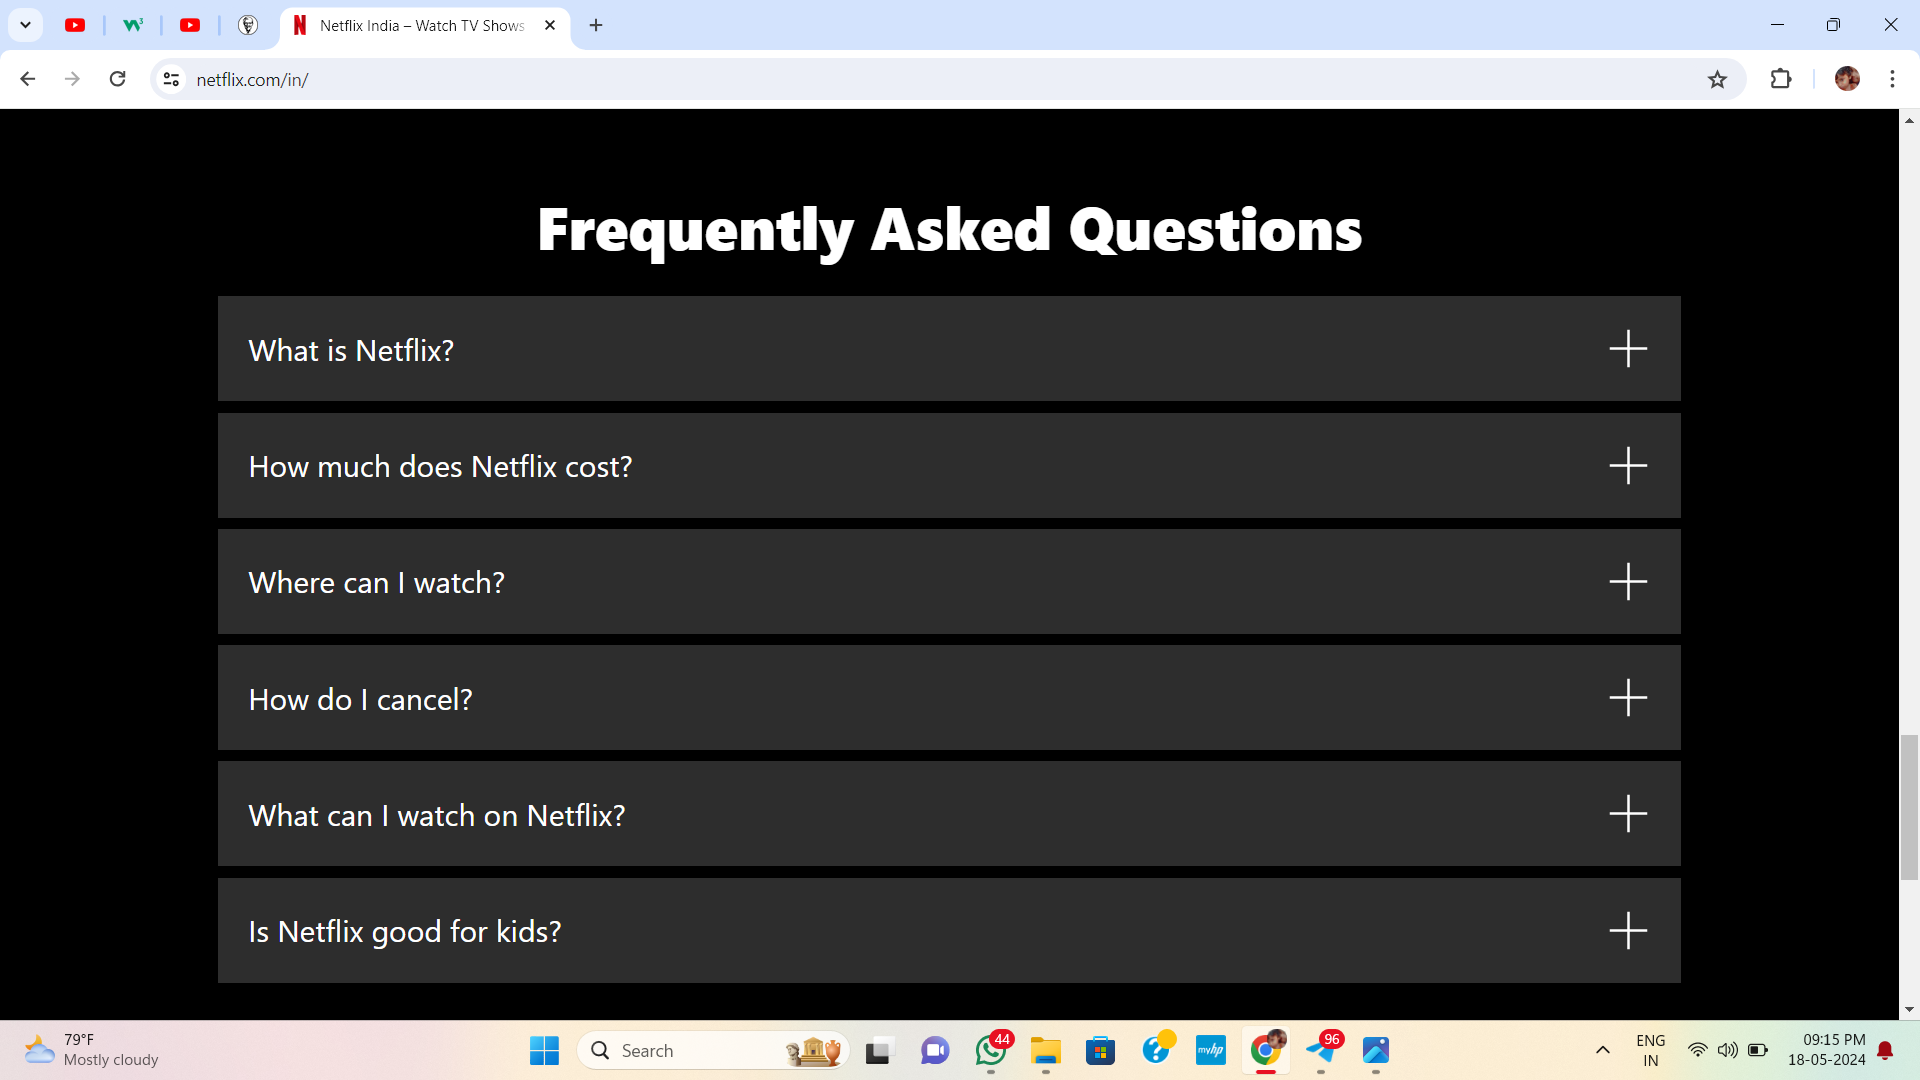 Netflix India – Watch TV Shows
netflix.com/in/
Frequently Asked Questions
What is Netflix?
How much does Netflix cost?
Where can I watch?
How do I cancel?
What can I watch on Netflix?
Is Netflix good for kids?
79°F
Mostly cloudy
Search
44
myhp
96
ENG
IN
09:15 PM
18-05-2024